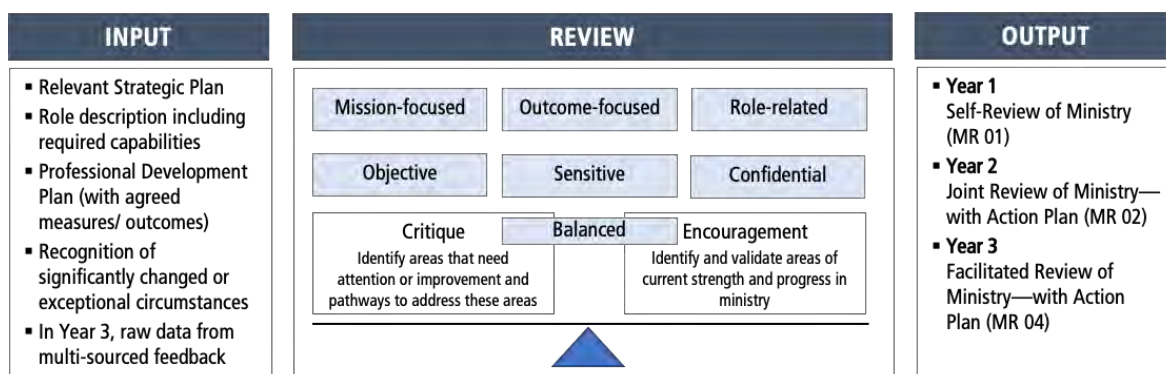 INPUT
▪ Relevant Strategic Plan
▪ Role description including
required capabilities
▪ Professional Development
Plan (with agreed
measures/ outcomes)
▪ Recognition of
significantly changed or
exceptional circumstances
▪ In Year 3, raw data from
multi-sourced feedback
REVIEW
Mission-focused
Outcome-focused
Role-related
Objective
Sensitive
Confidential
Balanced
Critique
Identify areas that need
attention or improvement and
pathways to address these areas
Encouragement
Identify and validate areas of
current strength and progress in
ministry
OUTPUT
▪ Year 1
Self-Review of Ministry
(MR 01)
▪ Year 2
Joint Review of Ministry—
with Action Plan (MR 02)
▪ Year 3
Facilitated Review of
Ministry—with Action
Plan (MR 04)